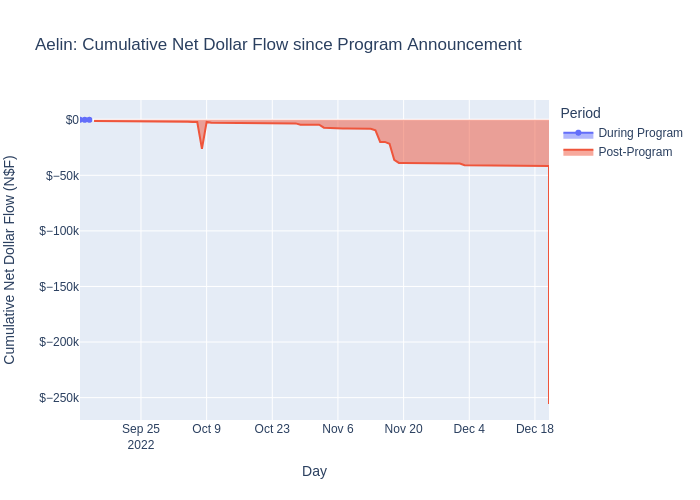 Aelin: Cumulative Net Dollar Flow since Program Announcement
Period
During Program
Post-Program
Cumulative Net Dollar Flow (N$F)
$0
$−50k
$−100k
$−150k
$−200k
$−250k
Sep 25
2022
Oct 9
Oct 23
Nov 6
Nov 20
Dec 4
Dec 18
Day